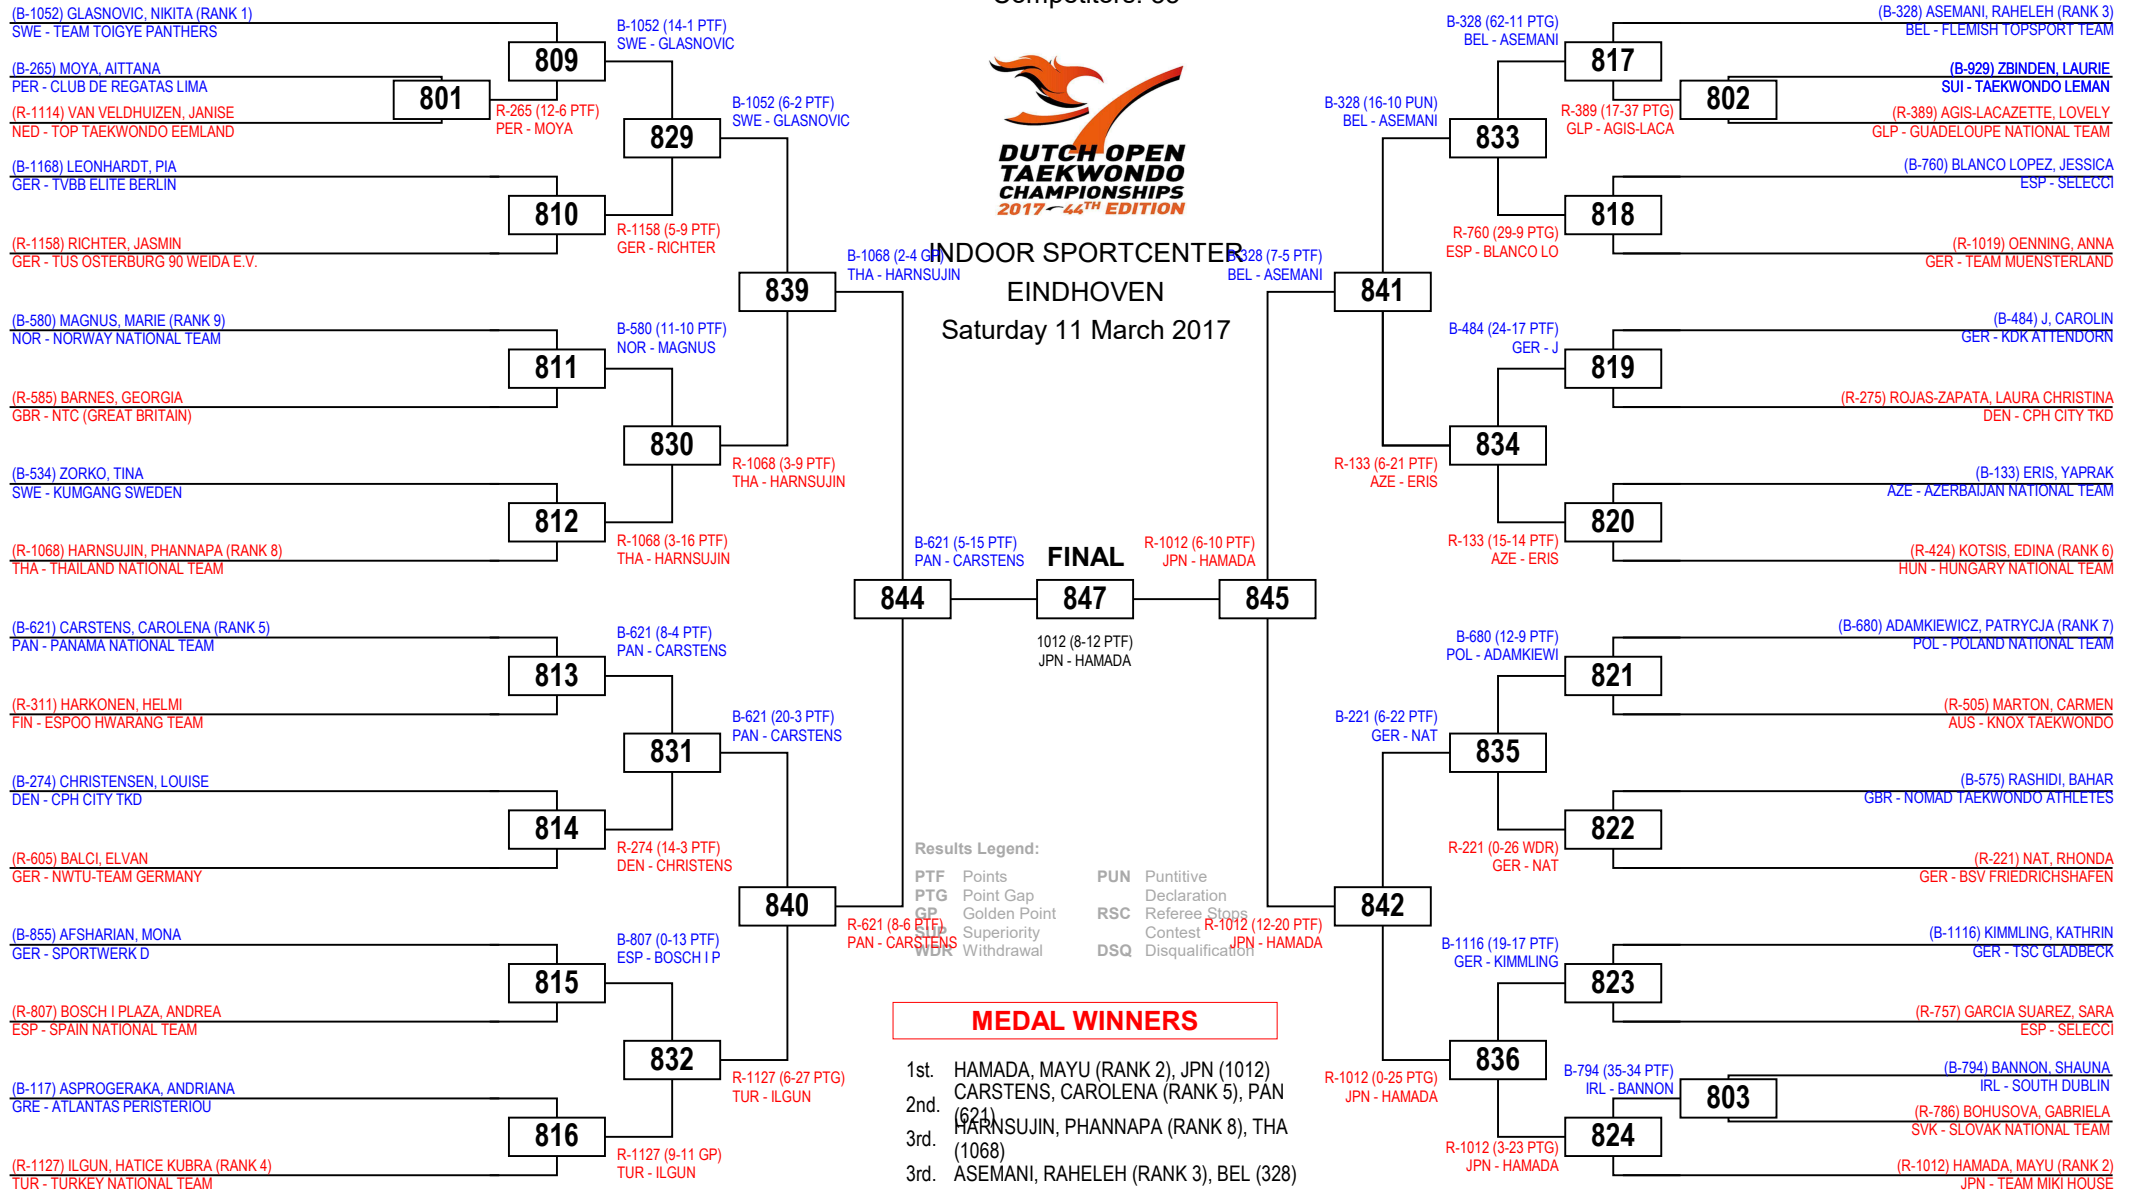 (B-1052) GLASNOVIC, NIKITA (RANK 1)
SWE - TEAM TOIGYE PANTHERS
(B-265) MOYA, AITTANA
PER - CLUB DE REGATAS LIMA
(R-1114) VAN VELDHUIZEN, JANISE
NED - TOP TAEKWONDO EEMLAND
(B-1168) LEONHARDT, PIA
GER - TVBB ELITE BERLIN
(R-1158) RICHTER, JASMIN
GER - TUS OSTERBURG 90 WEIDA E.V.
(B-580) MAGNUS, MARIE (RANK 9)
NOR - NORWAY NATIONAL TEAM
(R-585) BARNES, GEORGIA
GBR - NTC (GREAT BRITAIN)
(B-534) ZORKO, TINA
SWE - KUMGANG SWEDEN
(R-1068) HARNSUJIN, PHANNAPA (RANK 8)
THA - THAILAND NATIONAL TEAM
(B-621) CARSTENS, CAROLENA (RANK 5)
PAN - PANAMA NATIONAL TEAM
(R-311) HARKONEN, HELMI
FIN - ESPOO HWARANG TEAM
(B-274) CHRISTENSEN, LOUISE
DEN - CPH CITY TKD
(R-605) BALCI, ELVAN
GER - NWTU-TEAM GERMANY
(B-855) AFSHARIAN, MONA
GER - SPORTWERK D
(R-807) BOSCH I PLAZA, ANDREA
ESP - SPAIN NATIONAL TEAM
(B-117) ASPROGERAKA, ANDRIANA
GRE - ATLANTAS PERISTERIOU
(R-1127) ILGUN, HATICE KUBRA (RANK 4)
TUR - TURKEY NATIONAL TEAM
801
R-265 (12-6 PTF)
PER - MOYA
809
810
811
812
813
814
815
816
B-1052 (14-1 PTF)
SWE - GLASNOVIC
R-1158 (5-9 PTF)
GER - RICHTER
B-580 (11-10 PTF)
NOR - MAGNUS
R-1068 (3-16 PTF)
THA - HARNSUJIN
B-621 (8-4 PTF)
PAN - CARSTENS
R-274 (14-3 PTF)
DEN - CHRISTENS
B-807 (0-13 PTF)
ESP - BOSCH I P
R-1127 (9-11 GP)
TUR - ILGUN
829
830
831
832
B-1052 (6-2 PTF)
SWE - GLASNOVIC
R-1068 (3-9 PTF)
THA - HARNSUJIN
B-621 (20-3 PTF)
PAN - CARSTENS
R-1127 (6-27 PTG)
TUR - ILGUN
839
840
B-1068 (2-4 GP)
THA - HARNSUJIN
R-621 (8-6 PTF)
PAN - CARSTENS
844
B-621 (5-15 PTF)
PAN - CARSTENS
DUTCH OPEN
TAEKWONDO
CHAMPIONSHIPS
2017 44TH EDITION
INDOOR SPORTCENTER
EINDHOVEN
Saturday 11 March 2017
FINAL
847
1012 (8-12 PTF)
JPN - HAMADA
R-1012 (6-10 PTF)
JPN - HAMADA
845
B-328 (7-5 PTF)
BEL - ASEMANI
R-1012 (12-20 PTF)
JPN - HAMADA
841
842
B-328 (16-10 PUN)
BEL - ASEMANI
R-133 (6-21 PTF)
AZE - ERIS
B-221 (6-22 PTF)
GER - NAT
R-1012 (0-25 PTG)
JPN - HAMADA
833
834
835
836
B-328 (62-11 PTG)
BEL - ASEMANI
R-760 (29-9 PTG)
ESP - BLANCO LO
B-484 (24-17 PTF)
GER - J
R-133 (15-14 PTF)
AZE - ERIS
B-680 (12-9 PTF)
POL - ADAMKIEWI
R-221 (0-26 WDR)
GER - NAT
B-1116 (19-17 PTF)
GER - KIMMLING
R-1012 (3-23 PTG)
JPN - HAMADA
817
818
819
820
821
822
823
824
R-389 (17-37 PTG)
GLP - AGIS-LACA
802
B-794 (35-34 PTF)
IRL - BANNON
803
(B-328) ASEMANI, RAHELEH (RANK 3)
BEL - FLEMISH TOPSPORT TEAM
(B-929) ZBINDEN, LAURIE
SUI - TAEKWONDO LEMAN
(R-389) AGIS-LACAZETTE, LOVELY
GLP - GUADELOUPE NATIONAL TEAM
(B-760) BLANCO LOPEZ, JESSICA
ESP - SELECCI
(R-1019) OENNING, ANNA
GER - TEAM MUENSTERLAND
(B-484) J, CAROLIN
GER - KDK ATTENDORN
(R-275) ROJAS-ZAPATA, LAURA CHRISTINA
DEN - CPH CITY TKD
(B-133) ERIS, YAPRAK
AZE - AZERBAIJAN NATIONAL TEAM
(R-424) KOTSIS, EDINA (RANK 6)
HUN - HUNGARY NATIONAL TEAM
(B-680) ADAMKIEWICZ, PATRYCJA (RANK 7)
POL - POLAND NATIONAL TEAM
(R-505) MARTON, CARMEN
AUS - KNOX TAEKWONDO
(B-575) RASHIDI, BAHAR
GBR - NOMAD TAEKWONDO ATHLETES
(R-221) NAT, RHONDA
GER - BSV FRIEDRICHSHAFEN
(B-1116) KIMMLING, KATHRIN
GER - TSC GLADBECK
(R-757) GARCIA SUAREZ, SARA
ESP - SELECCI
(B-794) BANNON, SHAUNA
IRL - SOUTH DUBLIN
(R-786) BOHUSOVA, GABRIELA
SVK - SLOVAK NATIONAL TEAM
(R-1012) HAMADA, MAYU (RANK 2)
JPN - TEAM MIKI HOUSE
Results Legend:
PTF Points
PTG Point Gap
GP Golden Point
SUP Superiority
WDR Withdrawal
PUN Puntitive
Declaration
RSC Referee Stops
Contest
DSQ Disqualification
MEDAL WINNERS
1st. HAMADA, MAYU (RANK 2), JPN (1012)
2nd. CARSTENS, CAROLENA (RANK 5), PAN
(621)
3rd. HARNSUJIN, PHANNAPA (RANK 8), THA
(1068)
3rd. ASEMANI, RAHELEH (RANK 3), BEL (328)